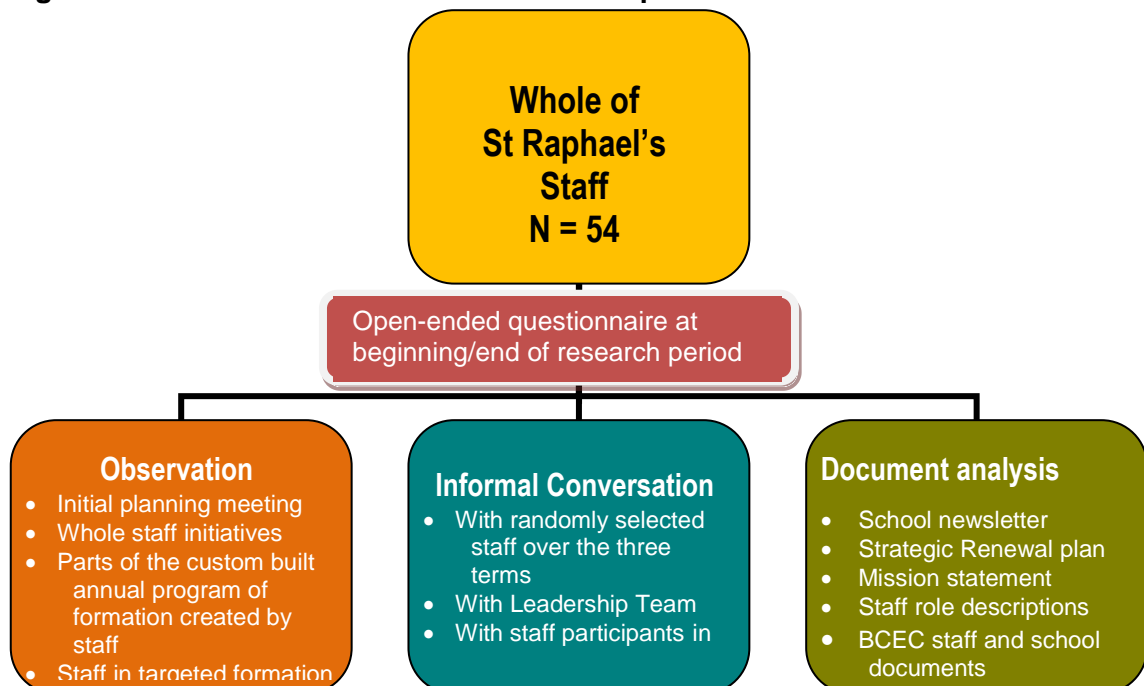 Whole of
St Raphael's
Staff
N = 54
Open-ended questionnaire at
beginning/end of research period
Observation
• Initial planning meeting
• Whole staff initiatives
• Parts of the custom built
annual program of
formation created by
staff
• Staff in targeted formation
Informal Conversation
• With randomly selected
staff over the three
terms
• With Leadership Team
• With staff participants in
Document analysis
• School newsletter
• Strategic Renewal plan
• Mission statement
• Staff role descriptions
• BCEC staff and school
documents